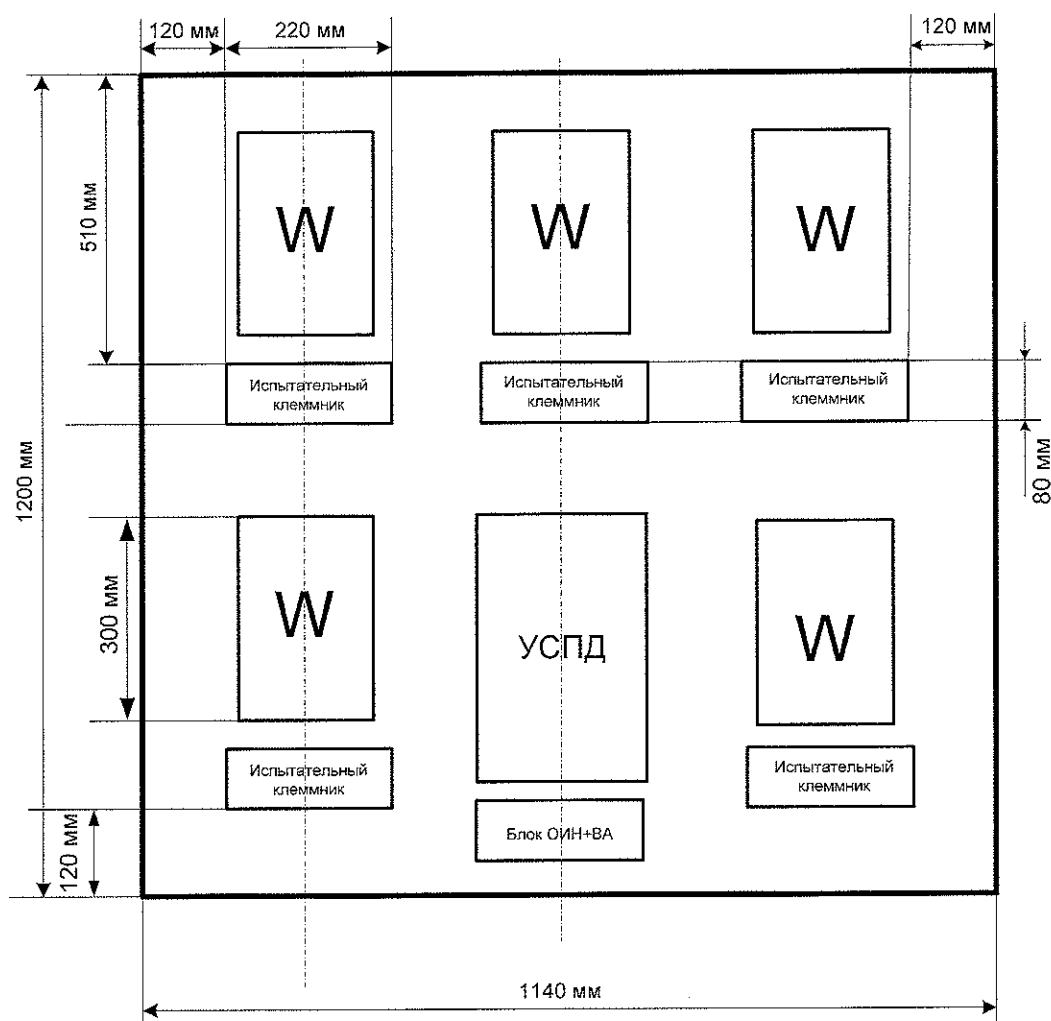 120 мм
220 мм
120 мм
510 мм
W
W
W
Испытательный
клеммник
Испытательный
клеммник
Испытательный
клеммник
1200 мм
80 мм
300 мм
W
УСПД
W
Испытательный
клеммник
Испытательный
клеммник
Блок ОИН+ВА
120 мм
1140 мм